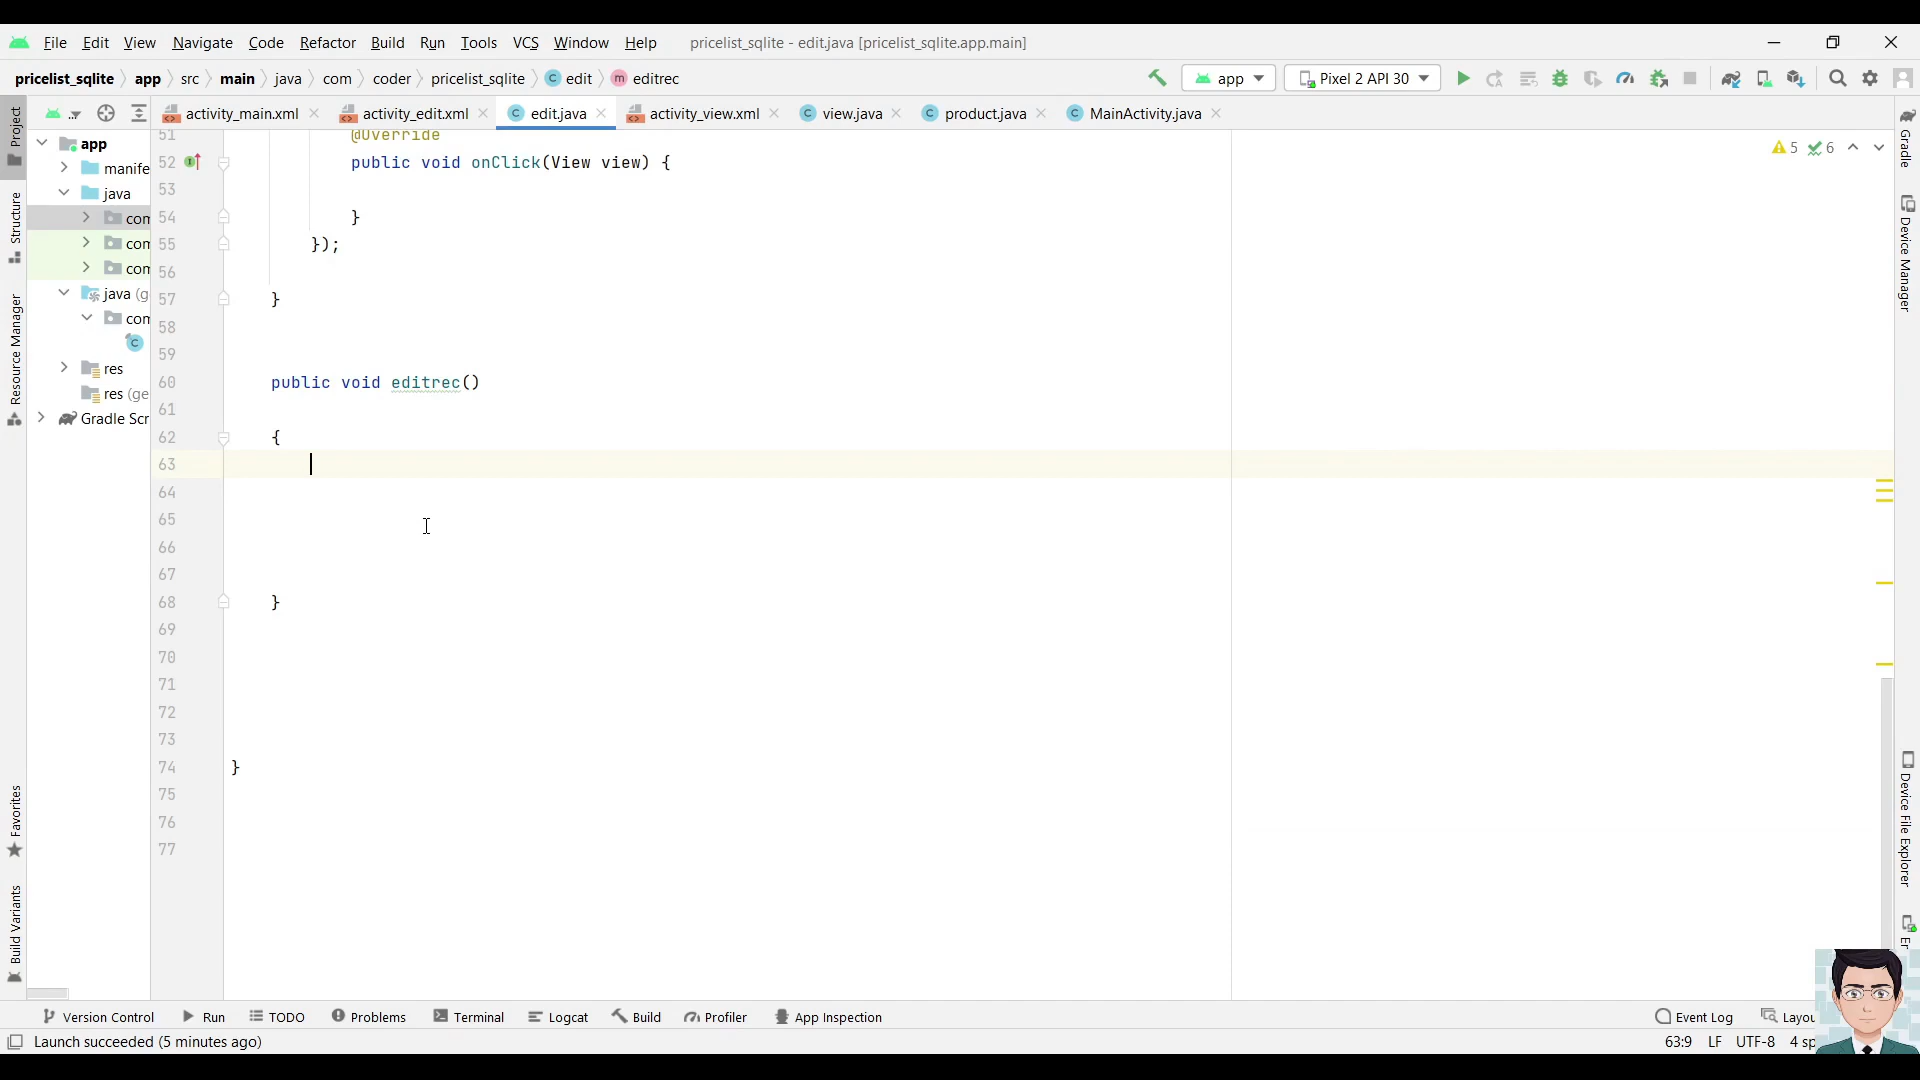 File Edit View Navigate Code Refactor Build Run Tools VCS Window Help pricelist_sqlite - edit.java [pricelist_sqlite.app.main]
pricelist_sqlite app src main java com coder pricelist_sqlite edit editrec app Pixel 2 API 30
activity_main.xml activity_edit.xml edit.java activity_view.xml view.java product.java MainActivity.java
Project
Structure
Resource Manager
Favorites
Build Variants
app
manife
java
com
com
com
java (g
com
res
res (ge
Gradle Scr
51 @Override
52 public void onClick(View view) {
53
54 }
55 });
56
57 }
58
59
60 public void editrec()
61
62 {
63
64
65
66
67
68 }
69
70
71
72
73
74 }
75
76
77
5 6
Gradle
Device Manager
Device File Explorer
Er
Version Control Run TODO Problems Terminal Logcat Build Profiler App Inspection Event Log Layou
Launch succeeded (5 minutes ago) 63:9 LF UTF-8 4 sp